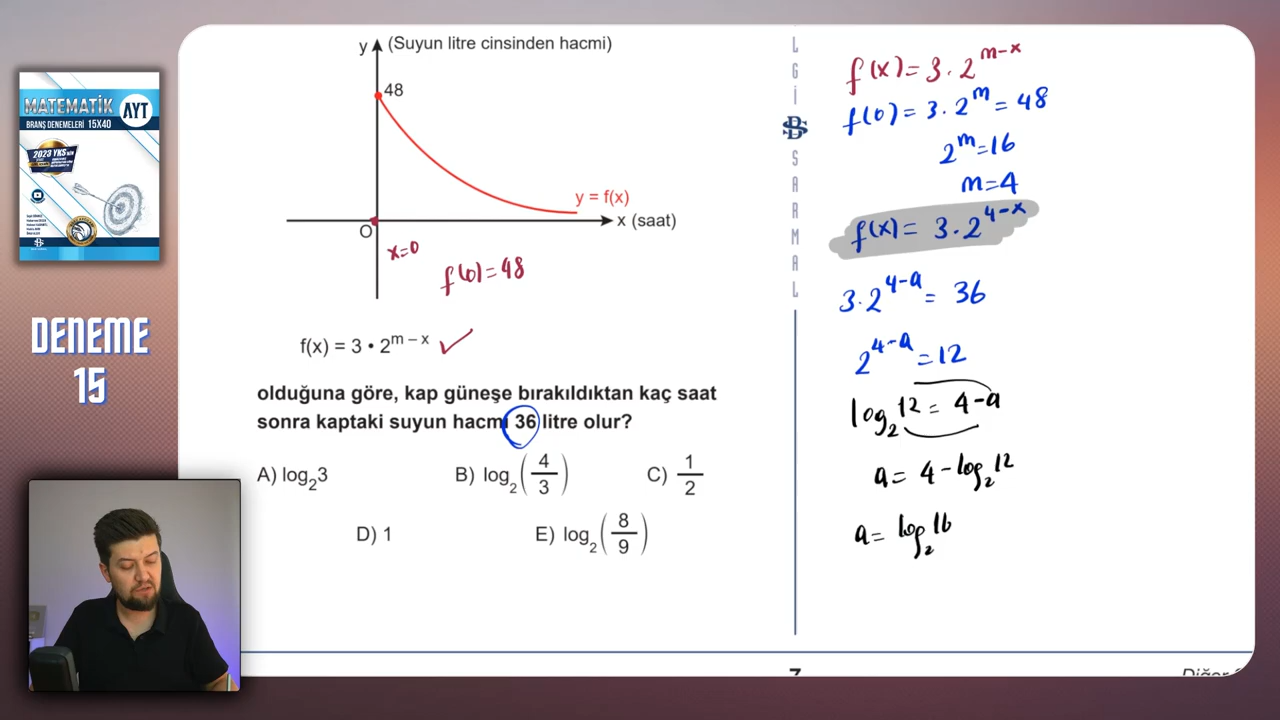 MATEMATİK AYT
BRANŞ DENEMELERİ 15X40
2023 YKS'YE
DENEME
15
y (Suyun litre cinsinden hacmi)
48
y = f(x)
O
x (saat)
x=0
f(0)=48
f(x) = 3 • 2^{m – x}
olduğuna göre, kap güneşe bırakıldıktan kaç saat
sonra kaptaki suyun hacmi 36 litre olur?
A) log₂3 B) log₂(4/3) C) 1/2
D) 1 E) log₂(8/9)
7
LGİ
SARMAL
f(x)= 3·2^{m-x}
f(0)= 3·2^{m}=48
2^{m}=16
m=4
f(x)= 3·2^{4-x}
3·2^{4-a}= 36
2^{4-a}=12
log₂12= 4-a
a= 4-log₂12
a= log₂16